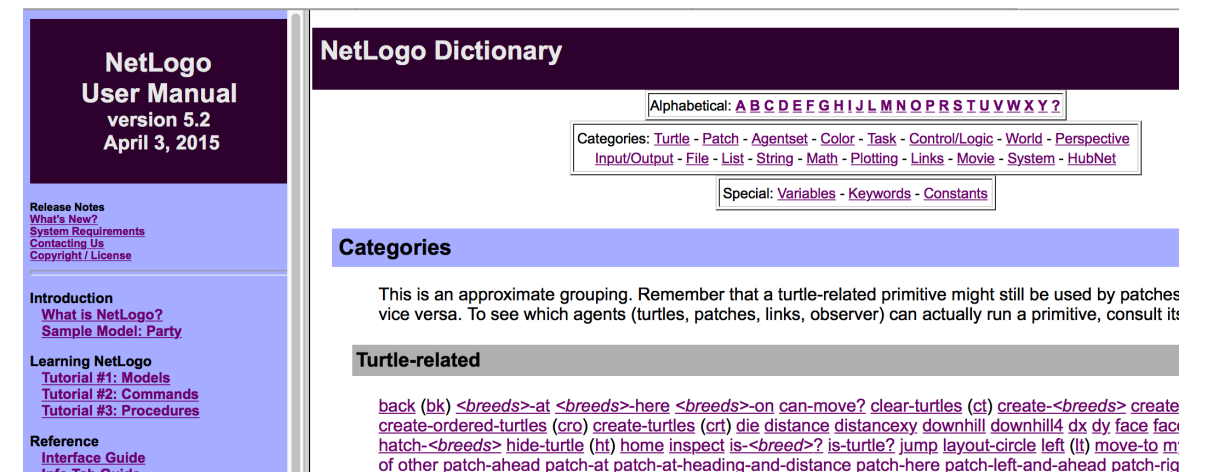 NetLogo
User Manual
version 5.2
April 3, 2015
Release Notes
What's New?
System Requirements
Contacting Us
Copyright / License
Introduction
What is NetLogo?
Sample Model: Party
Learning NetLogo
Tutorial #1: Models
Tutorial #2: Commands
Tutorial #3: Procedures
Reference
Interface Guide
Info Tab Guide
NetLogo Dictionary
Alphabetical: A B C D E F G H I J L M N O P R S T U V W X Y ?
Categories: Turtle - Patch - Agentset - Color - Task - Control/Logic - World - Perspective
Input/Output - File - List - String - Math - Plotting - Links - Movie - System - HubNet
Special: Variables - Keywords - Constants
Categories
This is an approximate grouping. Remember that a turtle-related primitive might still be used by patches
vice versa. To see which agents (turtles, patches, links, observer) can actually run a primitive, consult its
Turtle-related
back (bk) <breeds>-at <breeds>-here <breeds>-on can-move? clear-turtles (ct) create-<breeds> create
create-ordered-turtles (cro) create-turtles (crt) die distance distancexy downhill downhill4 dx dy face
hatch-<breeds> hide-turtle (ht) home inspect is-<breed>? is-turtle? jump layout-circle left (lt) move-to
of other patch-ahead patch-at patch-at-heading-and-distance patch-here patch-left-and-ahead